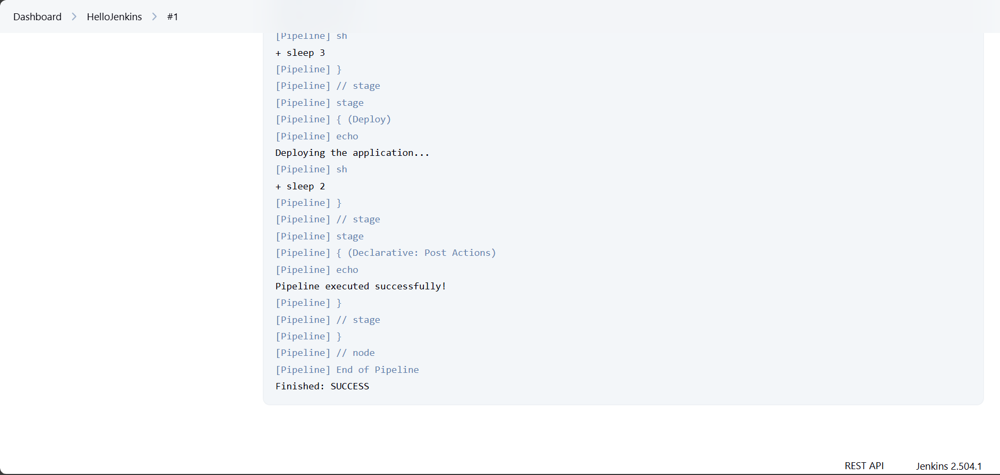 Dashboard > HelloJenkins > #1
[Pipeline] sh
+ sleep 3
[Pipeline] }
[Pipeline] // stage
[Pipeline] stage
[Pipeline] { (Deploy)
[Pipeline] echo
Deploying the application...
[Pipeline] sh
+ sleep 2
[Pipeline] }
[Pipeline] // stage
[Pipeline] stage
[Pipeline] { (Declarative: Post Actions)
[Pipeline] echo
Pipeline executed successfully!
[Pipeline] }
[Pipeline] // stage
[Pipeline] }
[Pipeline] // node
[Pipeline] End of Pipeline
Finished: SUCCESS
REST API Jenkins 2.504.1